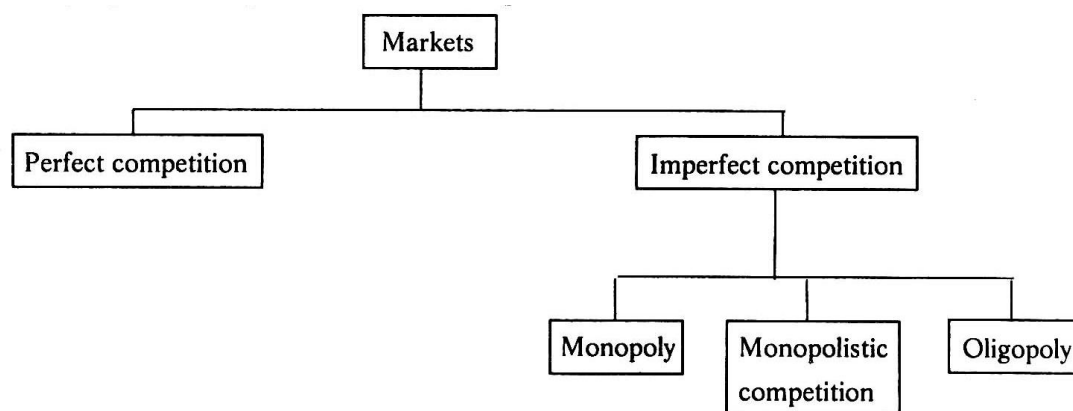 Markets
Perfect competition
Imperfect competition
Monopoly
Monopolistic
competition
Oligopoly